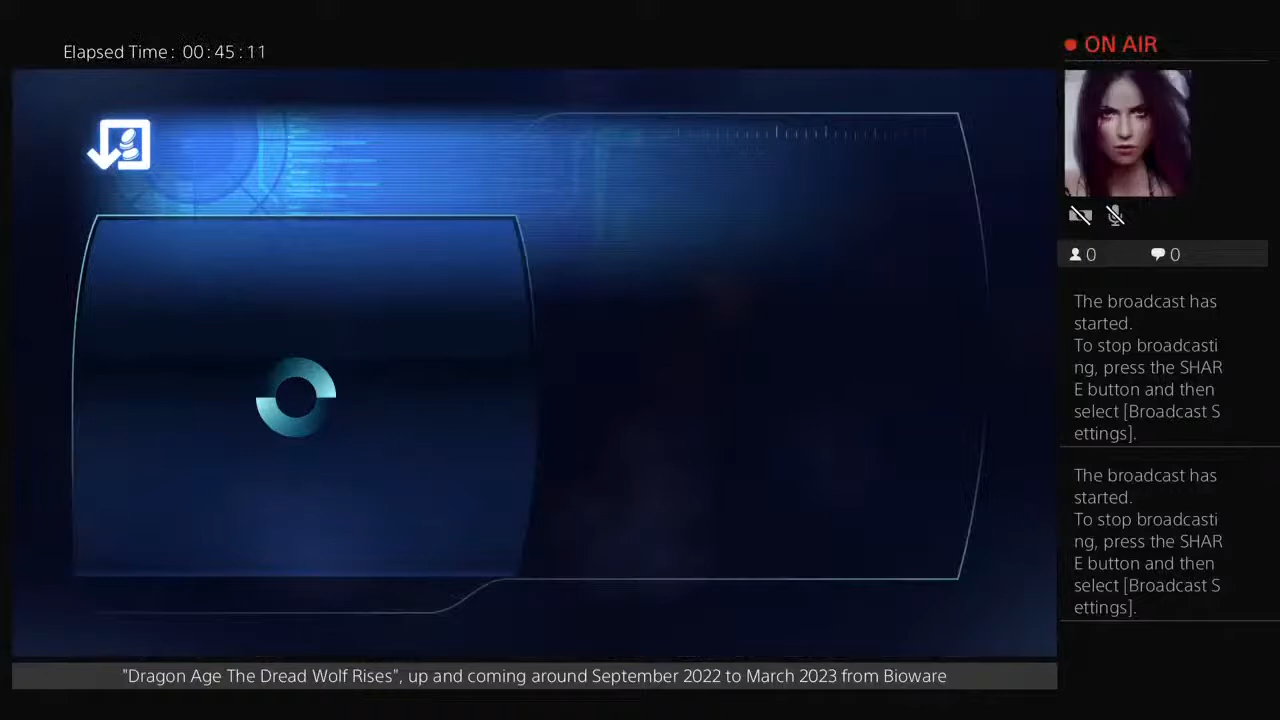 Elapsed Time: 00:45:11
ON AIR
0 0
The broadcast has
started.
To stop broadcasti
ng, press the SHAR
E button and then
select [Broadcast S
ettings].
The broadcast has
started.
To stop broadcasti
ng, press the SHAR
E button and then
select [Broadcast S
ettings].
"Dragon Age The Dread Wolf Rises", up and coming around September 2022 to March 2023 from Bioware